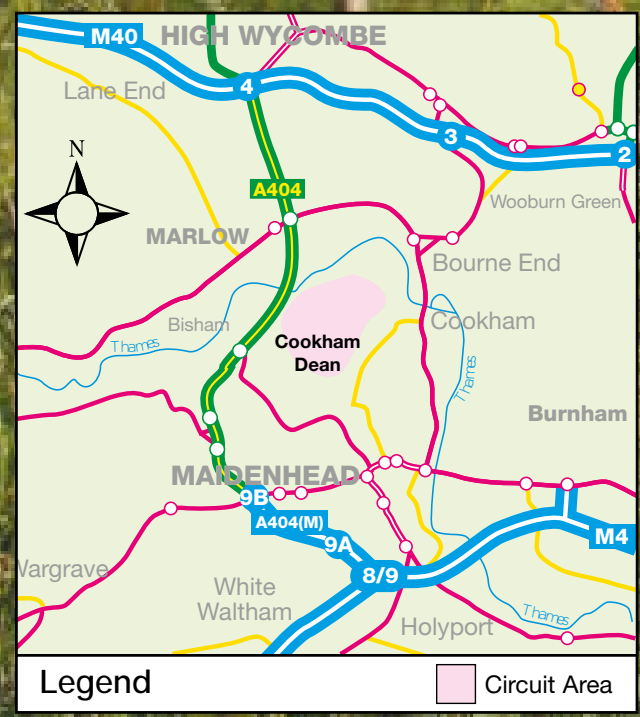 M40
HIGH WYCOMBE
Lane End
4
3
2
N
A404
Wooburn Green
MARLOW
Bourne End
Bisham
Thames
Cookham
Cookham
Dean
Thames
Burnham
MAIDENHEAD
9B
A404(M)
9A
M4
8/9
Wargrave
White
Waltham
Thames
Holyport
Legend
Circuit Area